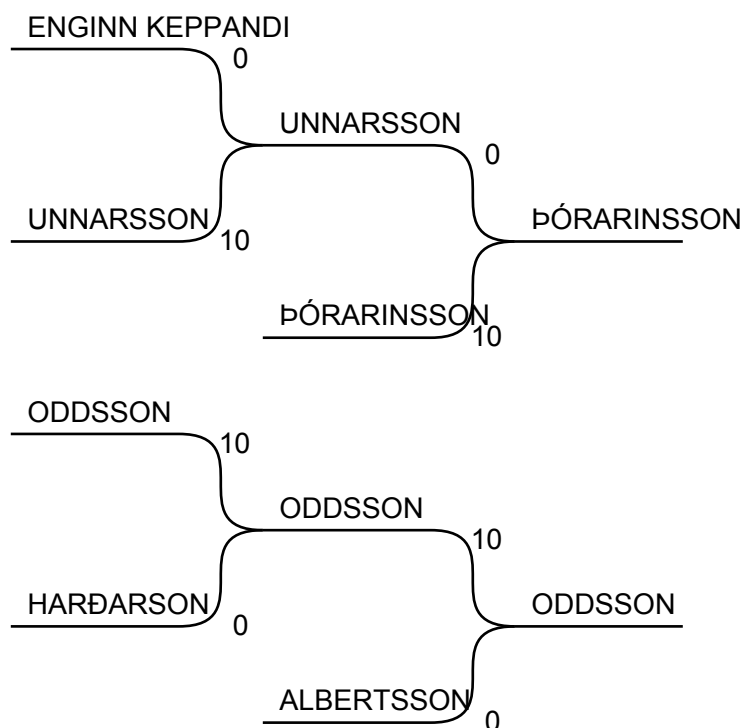 ENGINN KEPPANDI
0
UNNARSSON
0
UNNARSSON
10
ÞÓRARINSSON
ÞÓRARINSSON
10
ODDSSON
10
ODDSSON
10
HARÐARSON
0
ODDSSON
ALBERTSSON
0